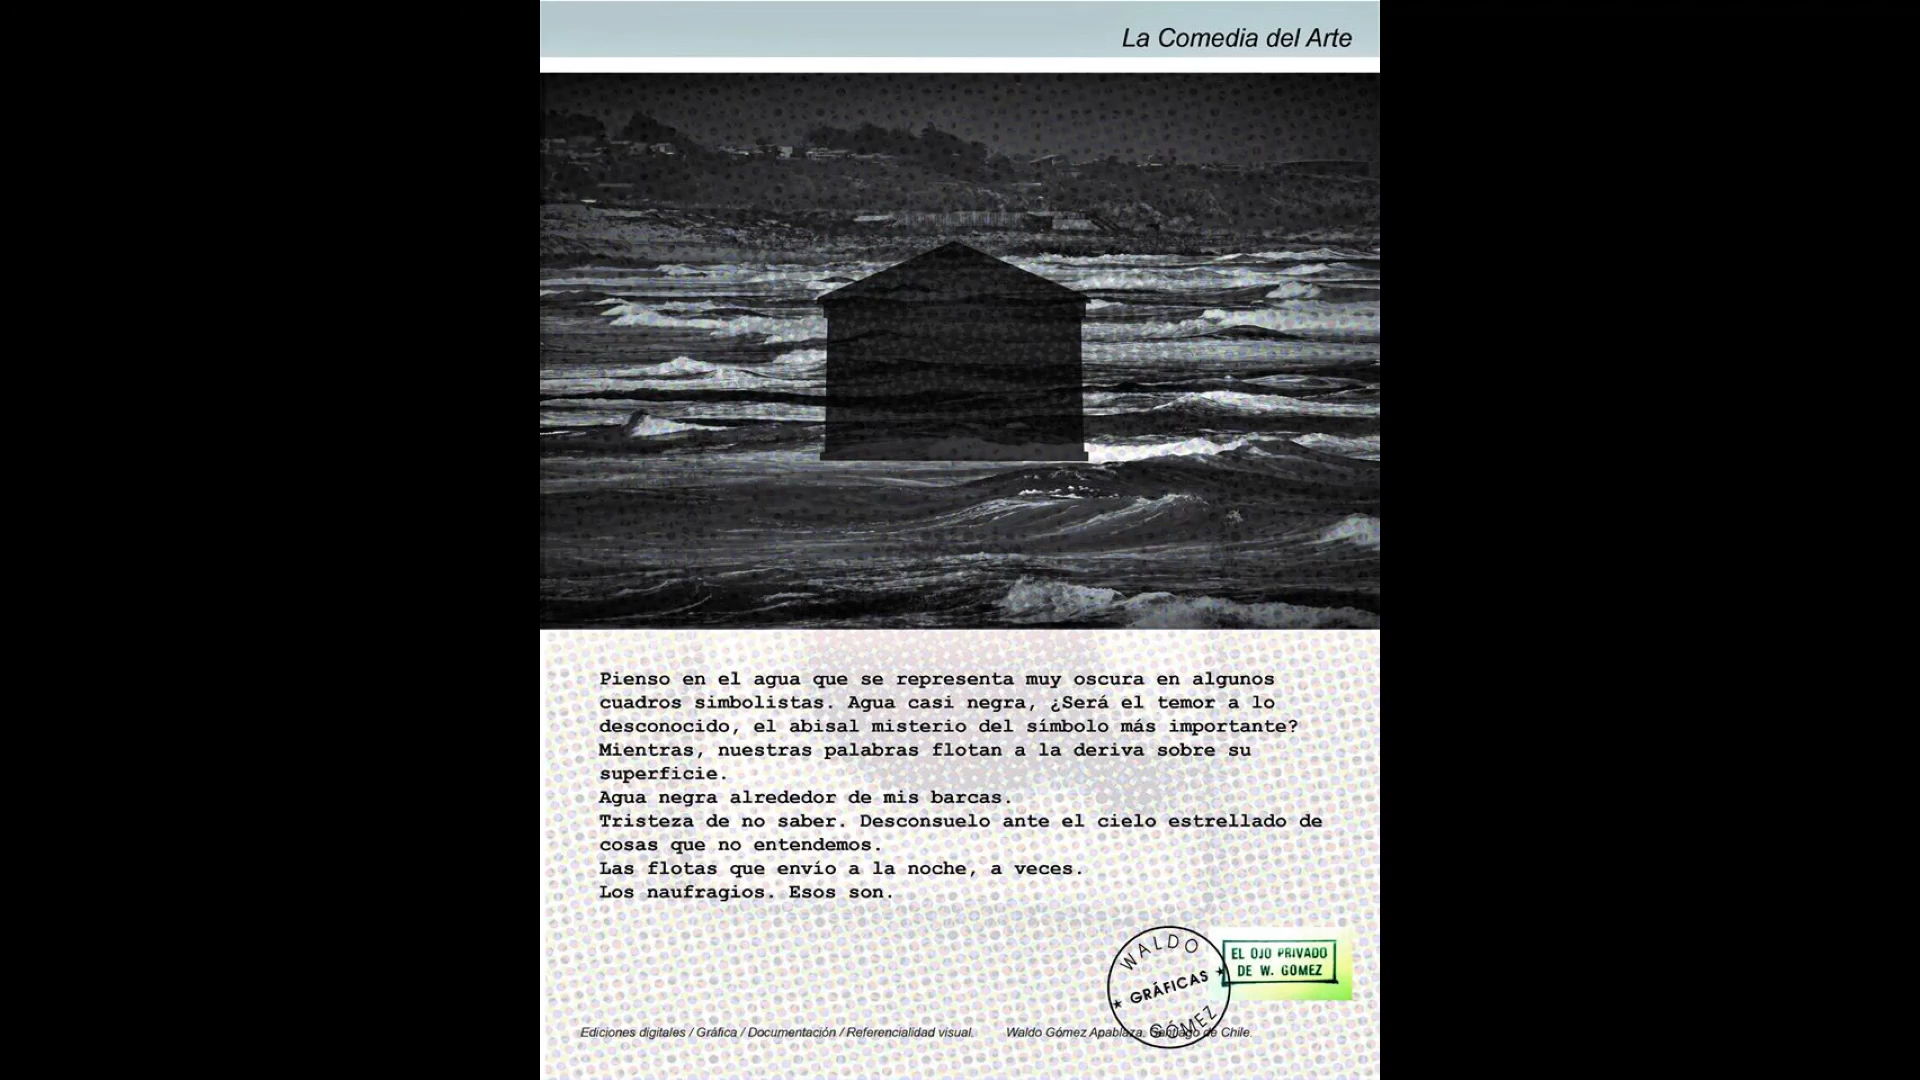 La Comedia del Arte
Pienso en el agua que se representa muy oscura en algunos
cuadros simbolistas. Agua casi negra, ¿Será el temor a lo
desconocido, el abisal misterio del símbolo más importante?
Mientras, nuestras palabras flotan a la deriva sobre su
superficie.
Agua negra alrededor de mis barcas.
Tristeza de no saber. Desconsuelo ante el cielo estrellado de
cosas que no entendemos.
Las flotas que envío a la noche, a veces.
Los naufragios. Esos son.
WALDO
GRÁFICAS
GÓMEZ
EL OJO PRIVADO
DE W. GOMEZ
Ediciones digitales / Gráfica / Documentación / Referencialidad visual.
Waldo Gómez Apablaza. Santiago de Chile.